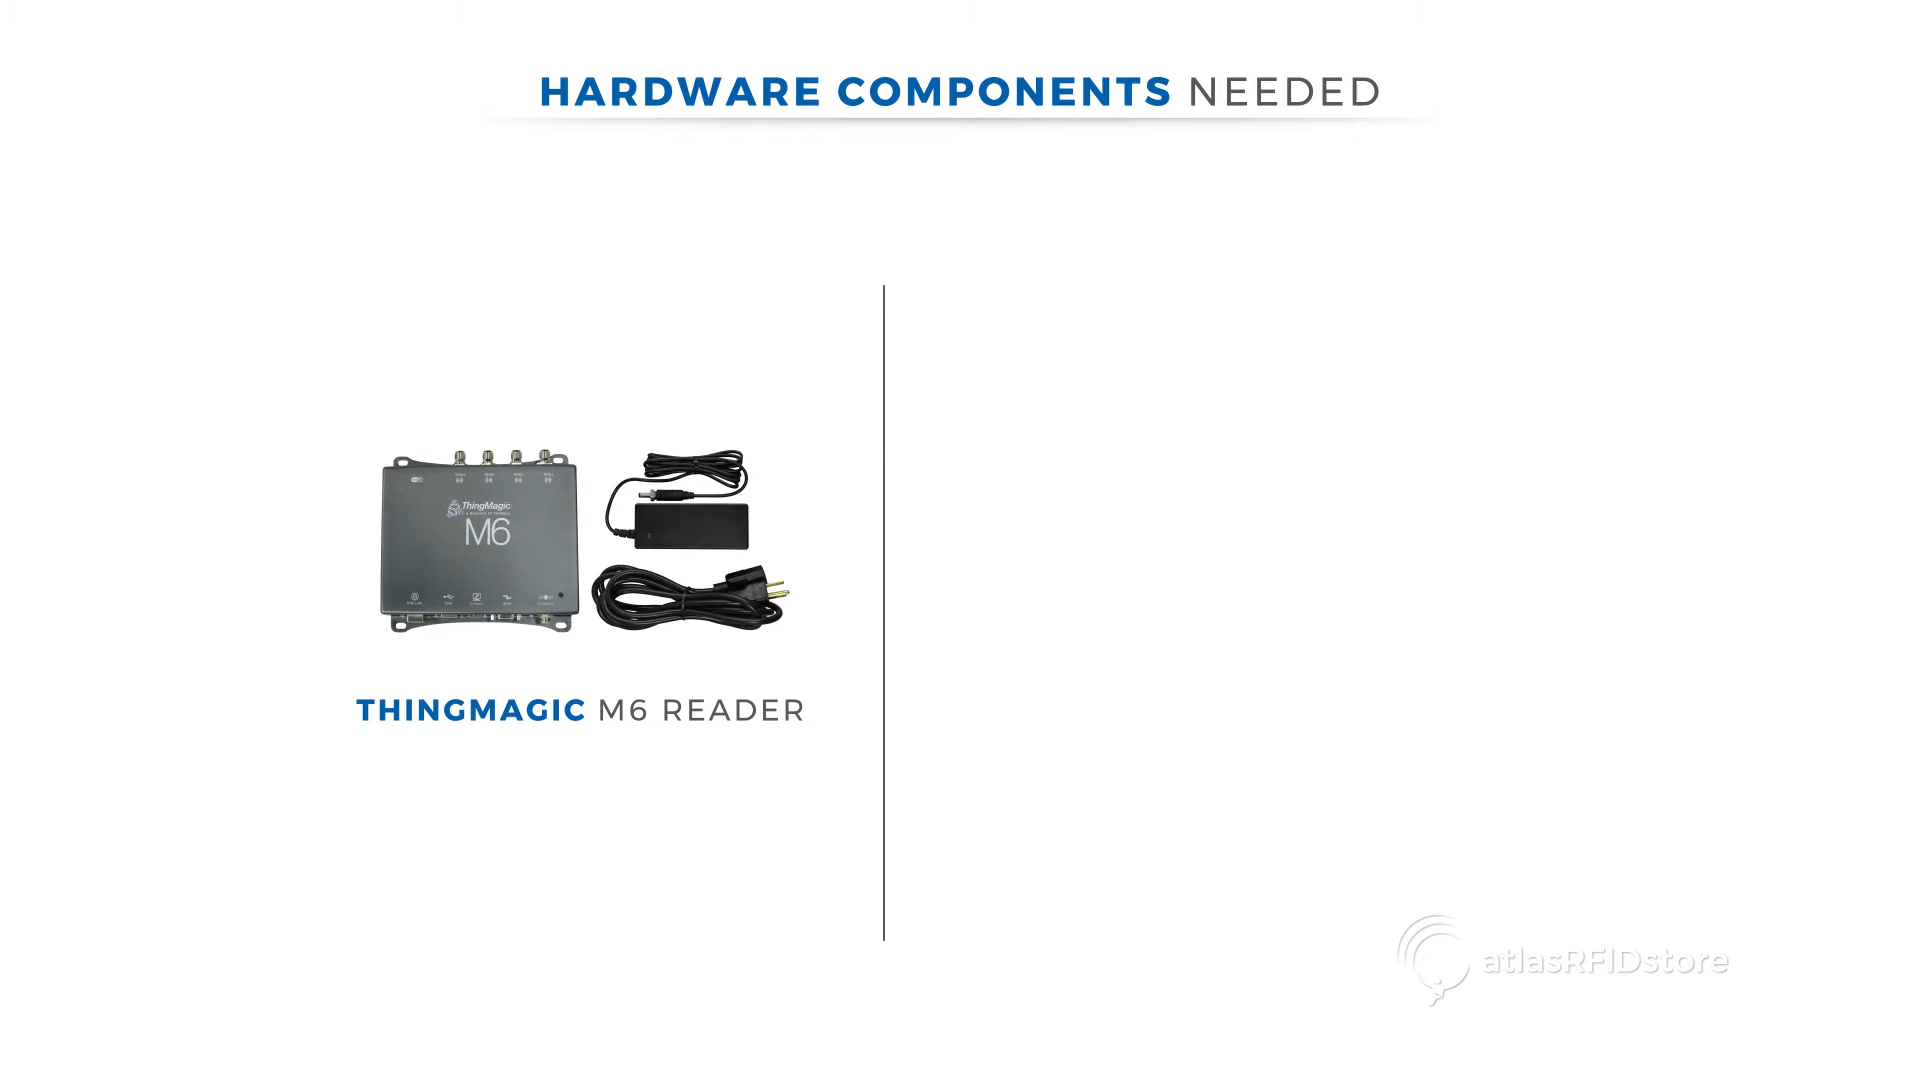 HARDWARE COMPONENTS NEEDED
ThingMagic
M6
THINGMAGIC M6 READER
atlasRFIDstore